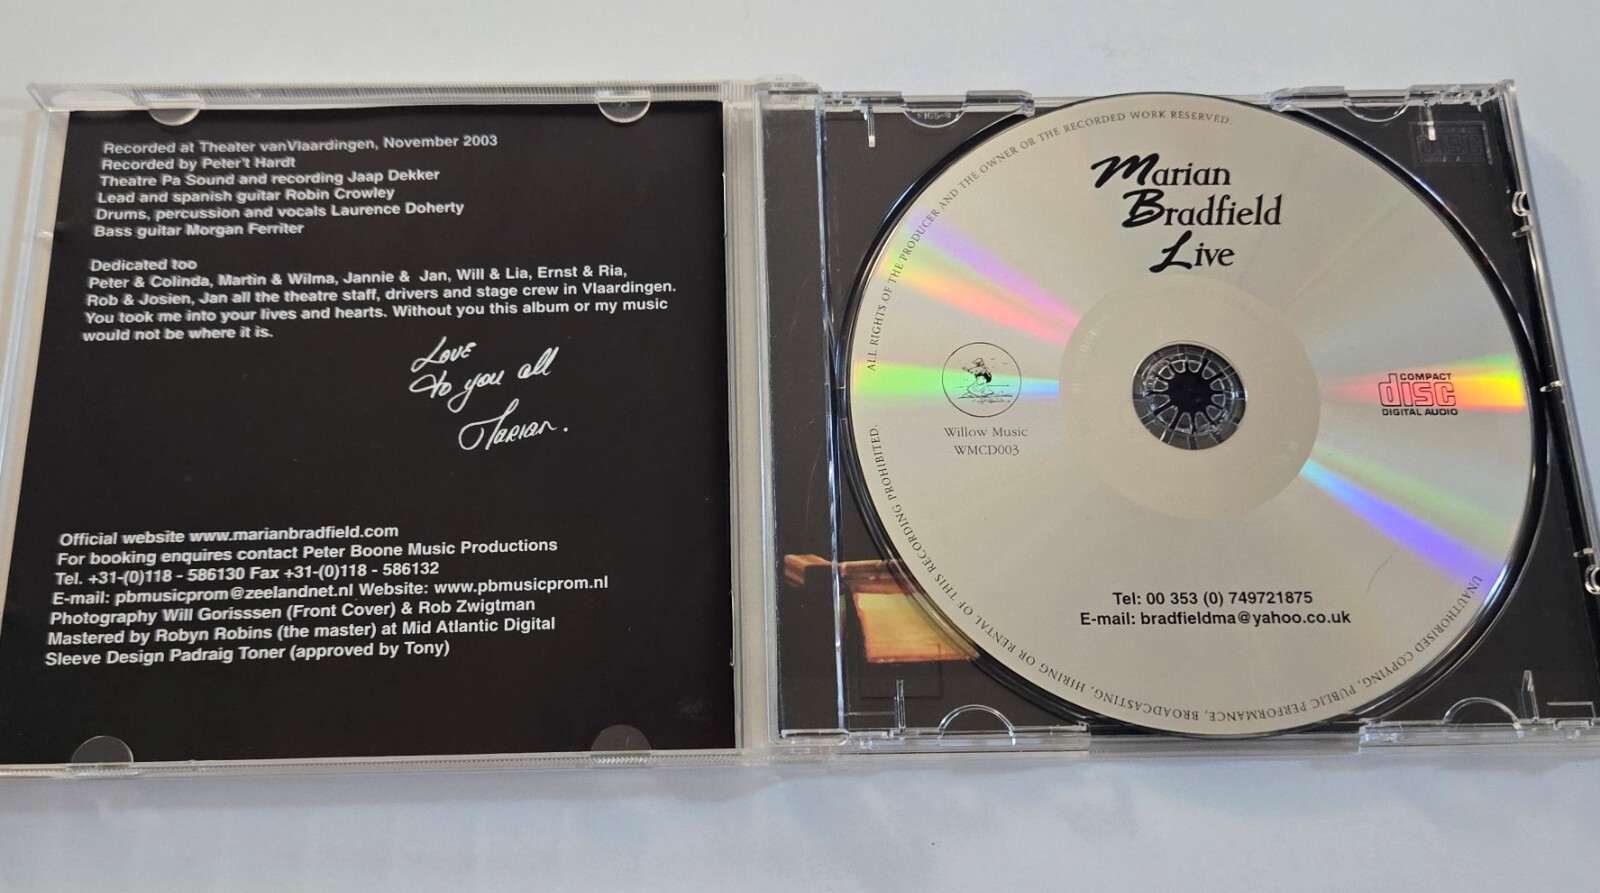 Recorded at Theater vanVlaardingen, November 2003
Recorded by Peter't Hardt
Theatre Pa Sound and recording Jaap Dekker
Lead and spanish guitar Robin Crowley
Drums, percussion and vocals Laurence Doherty
Bass guitar Morgan Ferriter
Dedicated too
Peter & Colinda, Martin & Wilma, Jannie & Jan, Will & Lia, Ernst & Ria,
Rob & Josien, Jan all the theatre staff, drivers and stage crew in Vlaardingen.
You took me into your lives and hearts. Without you this album or my music
would not be where it is.
Love
to you all
Marian.
Official website www.marianbradfield.com
For booking enquires contact Peter Boone Music Productions
Tel. +31-(0)118 - 586130 Fax +31-(0)118 - 586132
E-mail: pbmusicprom@zeelandnet.nl Website: www.pbmusicprom.nl
Photography Will Gorisssen (Front Cover) & Rob Zwigtman
Mastered by Robyn Robins (the master) at Mid Atlantic Digital
Sleeve Design Padraig Toner (approved by Tony)
Marian
Bradfield
Live
Willow Music
WMCD003
COMPACT
disc
DIGITAL AUDIO
Tel: 00 353 (0) 749721875
E-mail: bradfieldma@yahoo.co.uk
ALL RIGHTS OF THE PRODUCER AND THE OWNER OR THE RECORDED WORK RESERVED.
UNAUTHORISED COPYING, PUBLIC PERFORMANCE, BROADCASTING, HIRING OR RENTAL OF THIS RECORDING PROHIBITED.